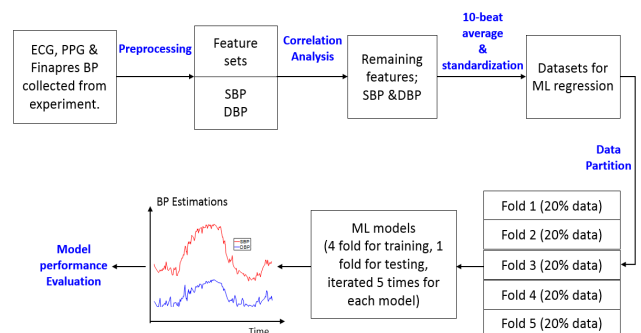 ECG, PPG &
Finapres BP
collected from
experiment.
Preprocessing
Feature
sets
SBP
DBP
Correlation
Analysis
Remaining
features;
SBP &DBP
10-beat
average
&
standardization
Datasets for
ML regression
Data
Partition
Fold 1 (20% data)
Fold 2 (20% data)
Fold 3 (20% data)
Fold 4 (20% data)
Fold 5 (20% data)
ML models
(4 fold for training, 1
fold for testing,
iterated 5 times for
each model)
BP Estimations
SBP
DBP
Time
Model
performance
Evaluation